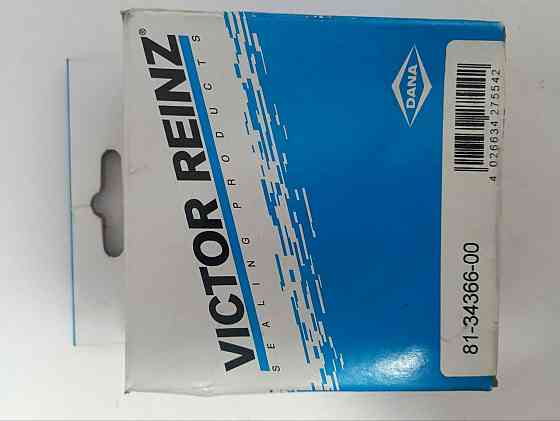 VICTOR REINZ®
SEALING PRODUCTS
DANA
4 026634 275542
81-34366-00